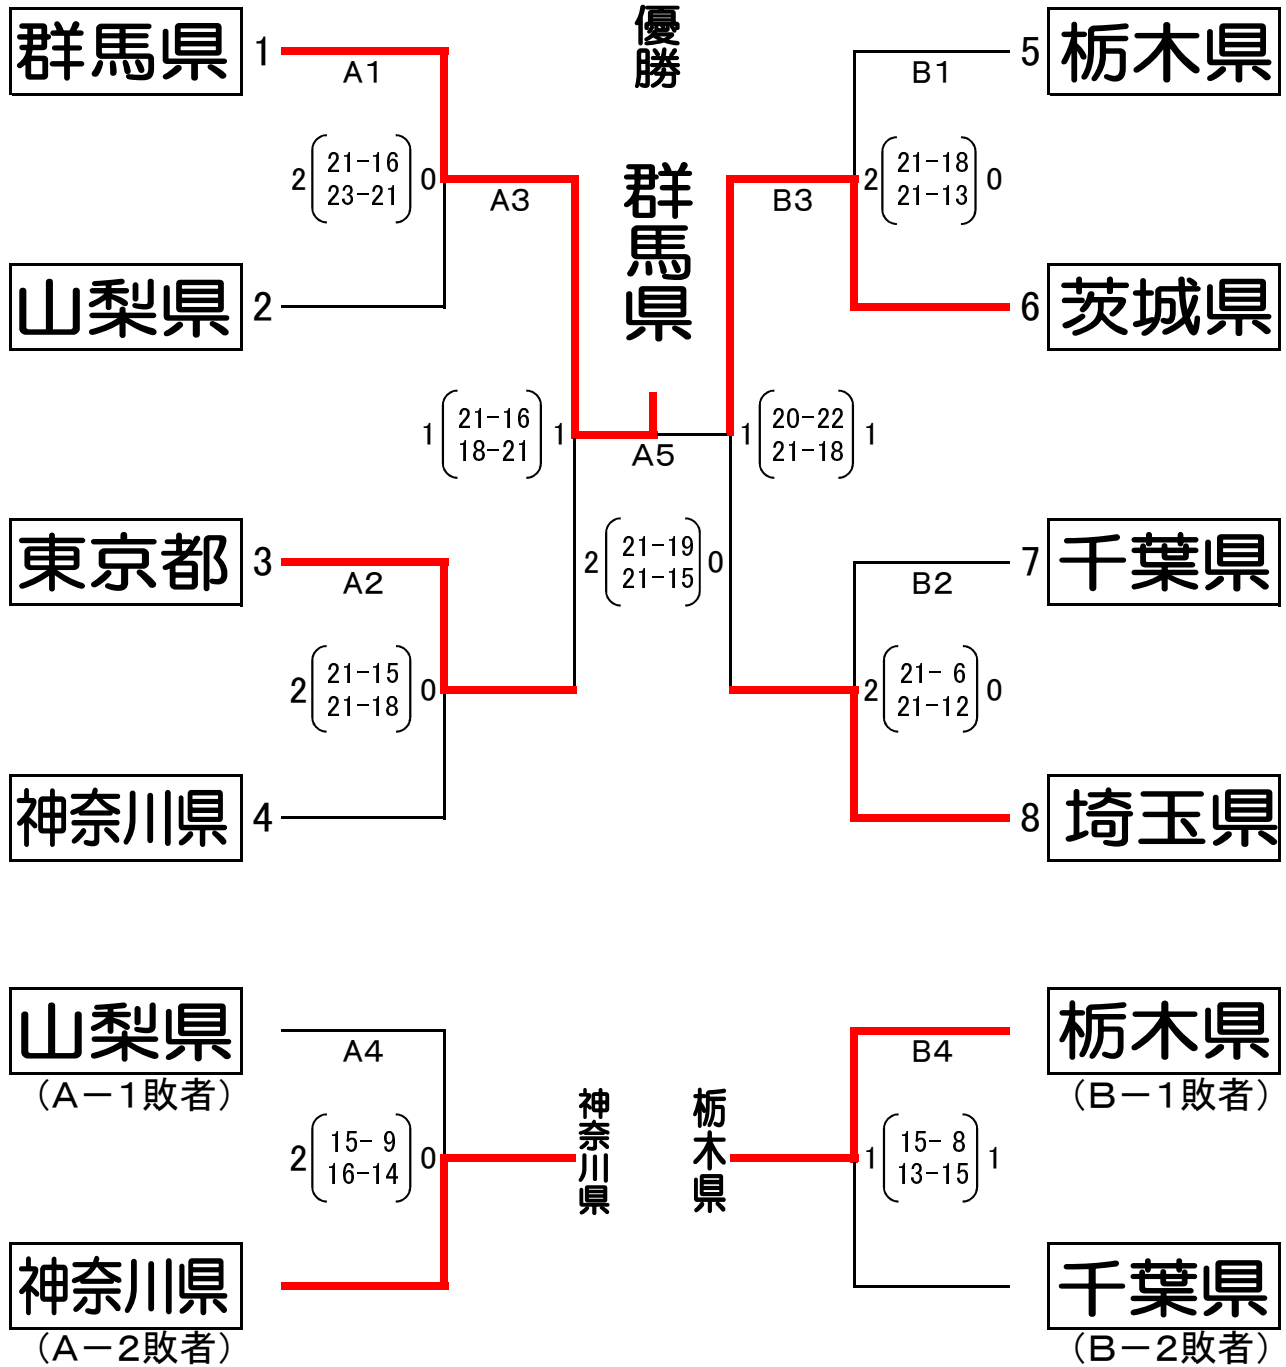 優勝
群馬県
群馬県 1
A1
2 21-16 0
23-21
A3
山梨県 2
1 21-16 1
18-21
東京都 3
A2
2 21-15 0
21-18
神奈川県 4
A5
2 21-19 0
21-15
5 栃木県
B1
2 21-18 0
21-13
B3
6 茨城県
1 20-22 1
21-18
7 千葉県
B2
2 21- 6 0
21-12
8 埼玉県
山梨県
(A-1敗者)
A4
2 15- 9 0
16-14
神奈川県
神奈川県
(A-2敗者)
栃木県
(B-1敗者)
B4
栃木県
1 15- 8 1
13-15
千葉県
(B-2敗者)